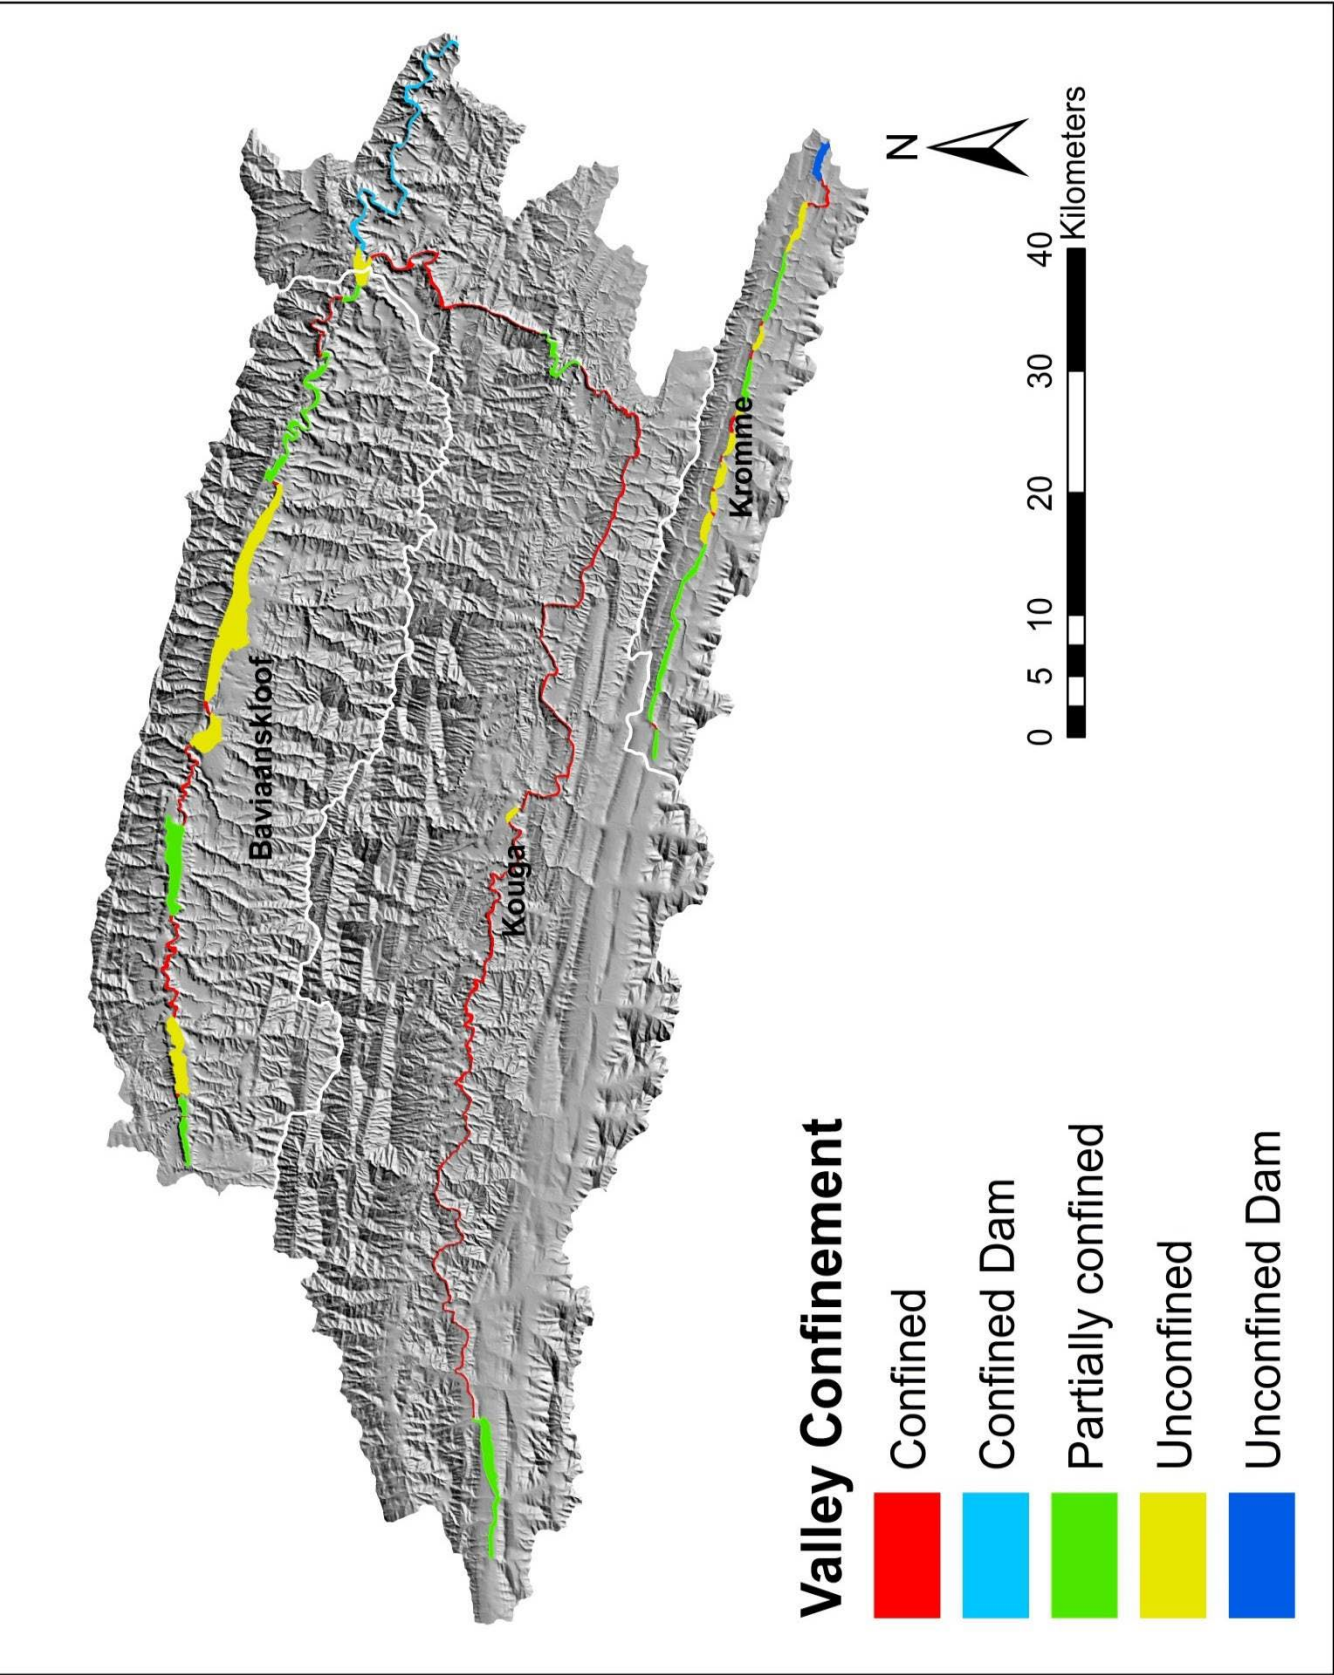 Baviaanskloof
Kouga
Kromme
N
0 5 10 20 30 40
Kilometers
Valley Confinement
Confined
Confined Dam
Partially confined
Unconfined
Unconfined Dam